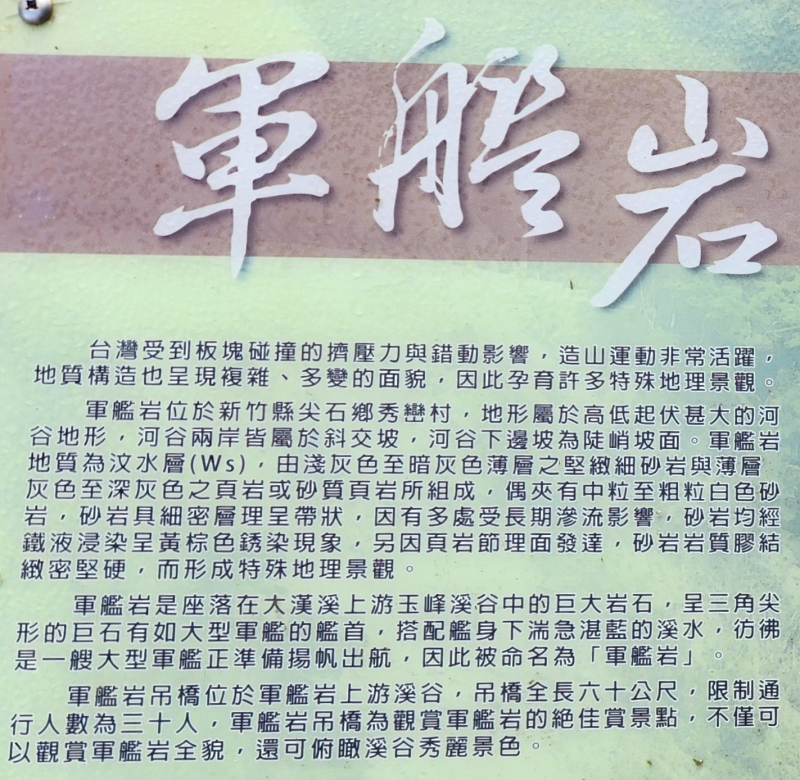 軍艦岩
台灣受到板塊碰撞的擠壓力與錯動影響，造山運動非常活躍，
地質構造也呈現複雜、多變的面貌，因此孕育許多特殊地理景觀。
軍艦岩位於新竹縣尖石鄉秀巒村，地形屬於高低起伏甚大的河
谷地形，河谷兩岸皆屬於斜交坡，河谷下邊坡為陡峭坡面。軍艦岩
地質為汶水層(Ws)，由淺灰色至暗灰色薄層之堅緻細砂岩與薄層
灰色至深灰色之頁岩或砂質頁岩所組成，偶夾有中粒至粗粒白色砂
岩，砂岩具細密層理呈帶狀，因有多處受長期滲流影響，砂岩均經
鐵液浸染呈黃棕色銹染現象，另因頁岩節理面發達，砂岩岩質膠結
緻密堅硬，而形成特殊地理景觀。
軍艦岩是座落在大漢溪上游玉峰溪谷中的巨大岩石，呈三角尖
形的巨石有如大型軍艦的艦首，搭配艦身下湍急湛藍的溪水，彷彿
是一艘大型軍艦正準備揚帆出航，因此被命名為「軍艦岩」。
軍艦岩吊橋位於軍艦岩上游溪谷，吊橋全長六十公尺，限制通
行人數為三十人，軍艦岩吊橋為觀賞軍艦岩的絕佳賞景點，不僅可
以觀賞軍艦岩全貌，還可俯瞰溪谷秀麗景色。